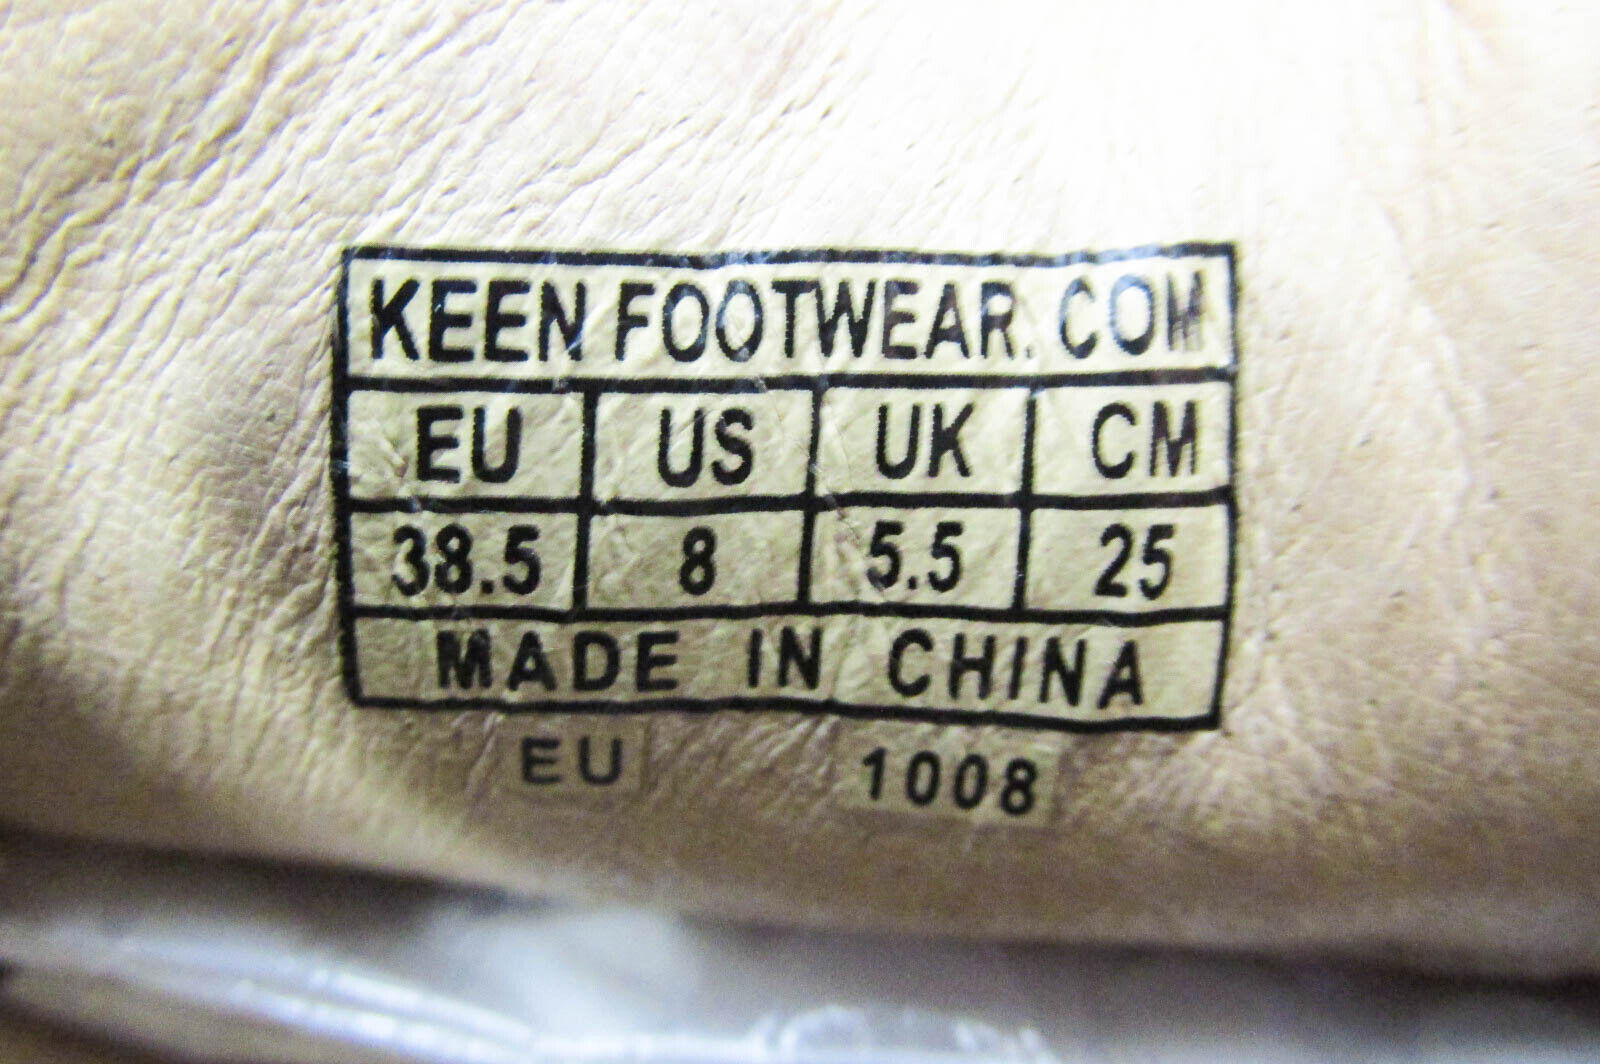 KEEN FOOTWEAR. COM
EU US UK CM
38.5 8 5.5 25
MADE IN CHINA
EU 1008